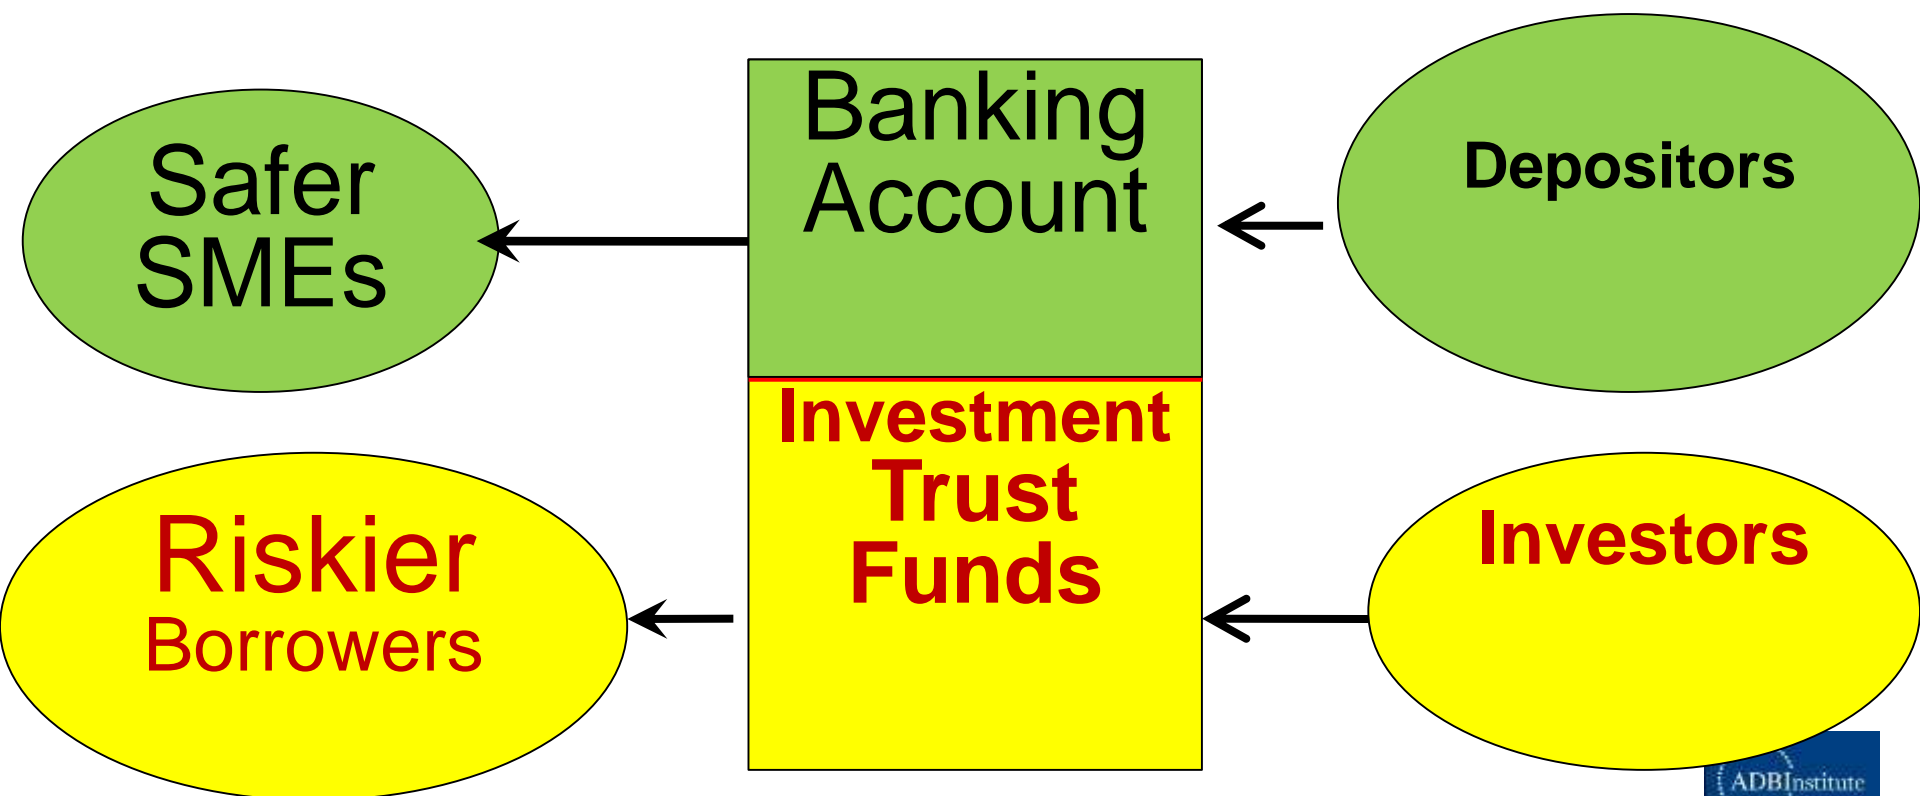 Safer
SMEs
Banking
Account
Depositors
Riskier
Borrowers
Investment
Trust
Funds
Investors
ADBInstitute